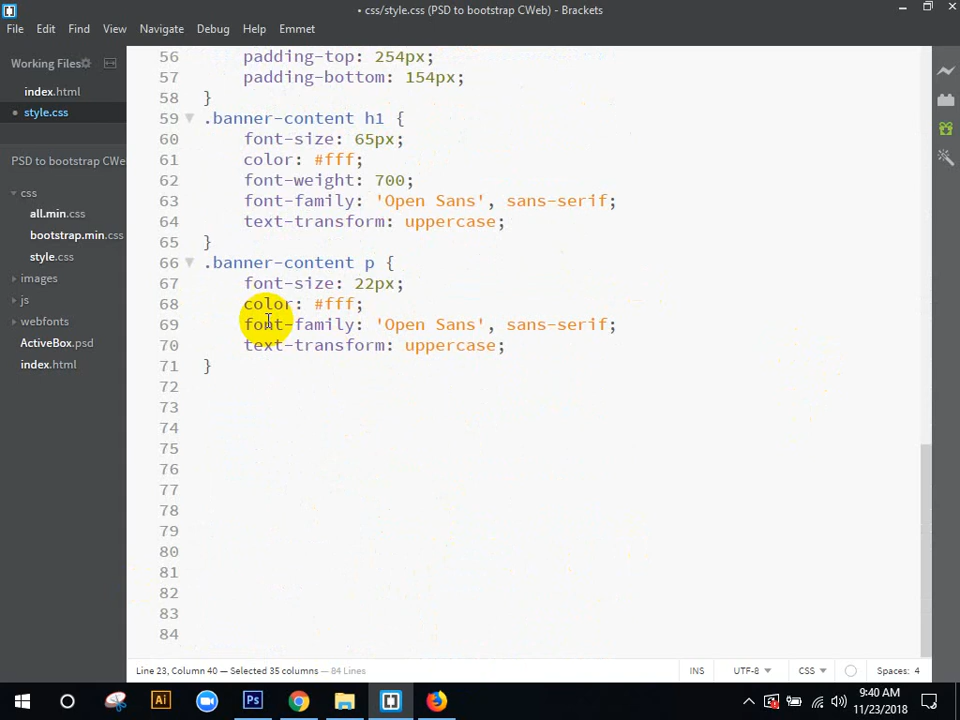 • css/style.css (PSD to bootstrap CWeb) - Brackets
File Edit Find View Navigate Debug Help Emmet
Working Files
index.html
• style.css
PSD to bootstrap CWe
css
all.min.css
bootstrap.min.css
style.css
images
js
webfonts
ActiveBox.psd
index.html
56 padding-top: 254px;
57 padding-bottom: 154px;
58 }
59 .banner-content h1 {
60 font-size: 65px;
61 color: #fff;
62 font-weight: 700;
63 font-family: 'Open Sans', sans-serif;
64 text-transform: uppercase;
65 }
66 .banner-content p {
67 font-size: 22px;
68 color: #fff;
69 font-family: 'Open Sans', sans-serif;
70 text-transform: uppercase;
71 }
72
73
74
75
76
77
78
79
80
81
82
83
84
Line 23, Column 40 — Selected 35 columns — 84 Lines
INS UTF-8 CSS Spaces: 4
Ai Ps
9:40 AM
11/23/2018